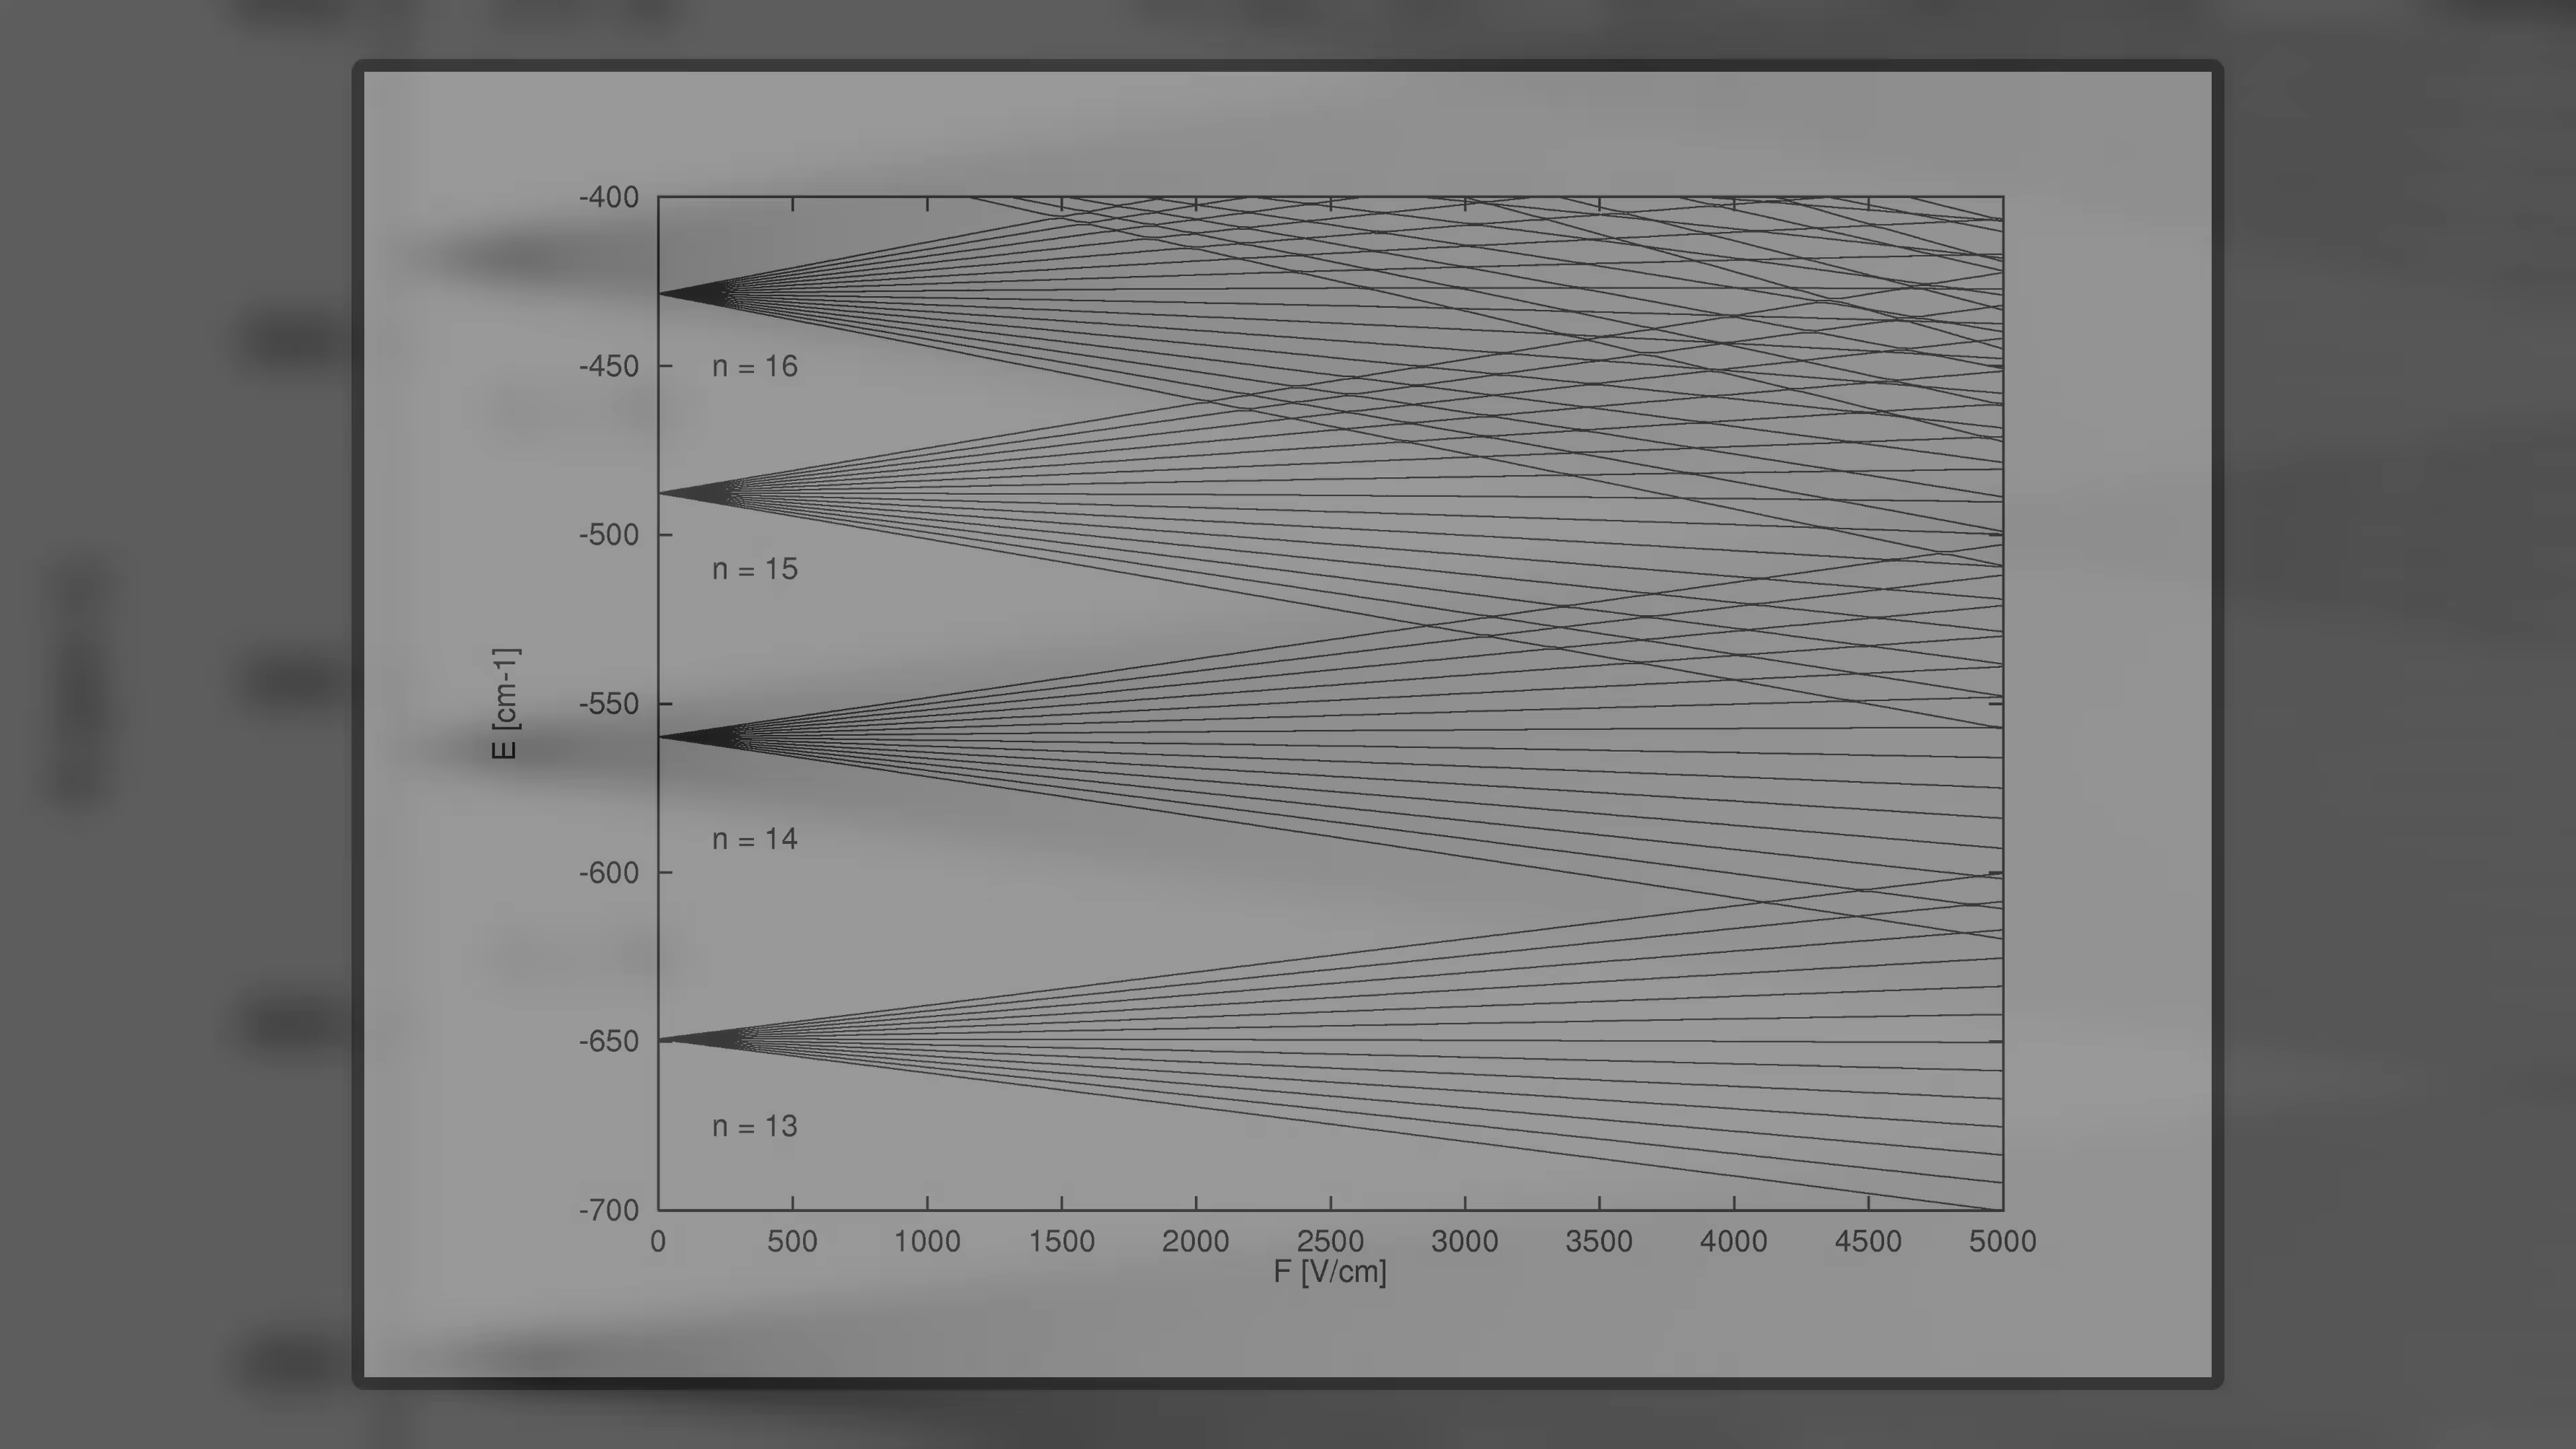 -400
-450
-500
-550
-600
-650
-700
E [cm-1]
n = 16
n = 15
n = 14
n = 13
0 500 1000 1500 2000 2500 3000 3500 4000 4500 5000
F [V/cm]